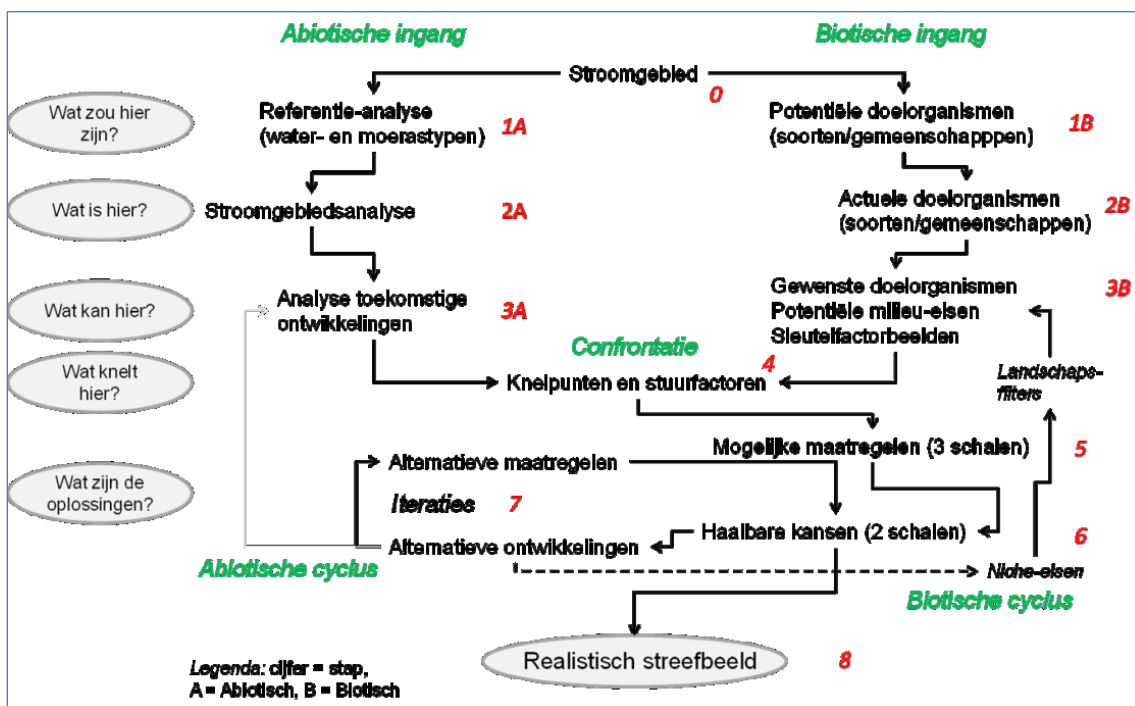 Abiotische ingang
Biotische ingang
Stroomgebied
0
Wat zou hier
zijn?
Referentie-analyse
(water- en moerastypen)
1A
Potentiële doelorganismen
(soorten/gemeenschapppen)
1B
Wat is hier?
Stroomgebiedsanalyse
2A
Actuele doelorganismen
(soorten/gemeenschappen)
2B
Wat kan hier?
Analyse toekomstige
ontwikkelingen
3A
Gewenste doelorganismen
Potentiële milieu-eisen
Sleutelfactorbeelden
3B
Wat knelt
hier?
Confrontatie
4
Knelpunten en stuurfactoren
Landschaps-
filters
Mogelijke maatregelen (3 schalen)
5
Wat zijn de
oplossingen?
Alternatieve maatregelen
Iteraties
7
Haalbare kansen (2 schalen)
6
Alternatieve ontwikkelingen
Abiotische cyclus
Niche-eisen
Biotische cyclus
Realistisch streefbeeld
8
Legenda: cijfer = stap,
A = Abiotisch, B = Biotisch